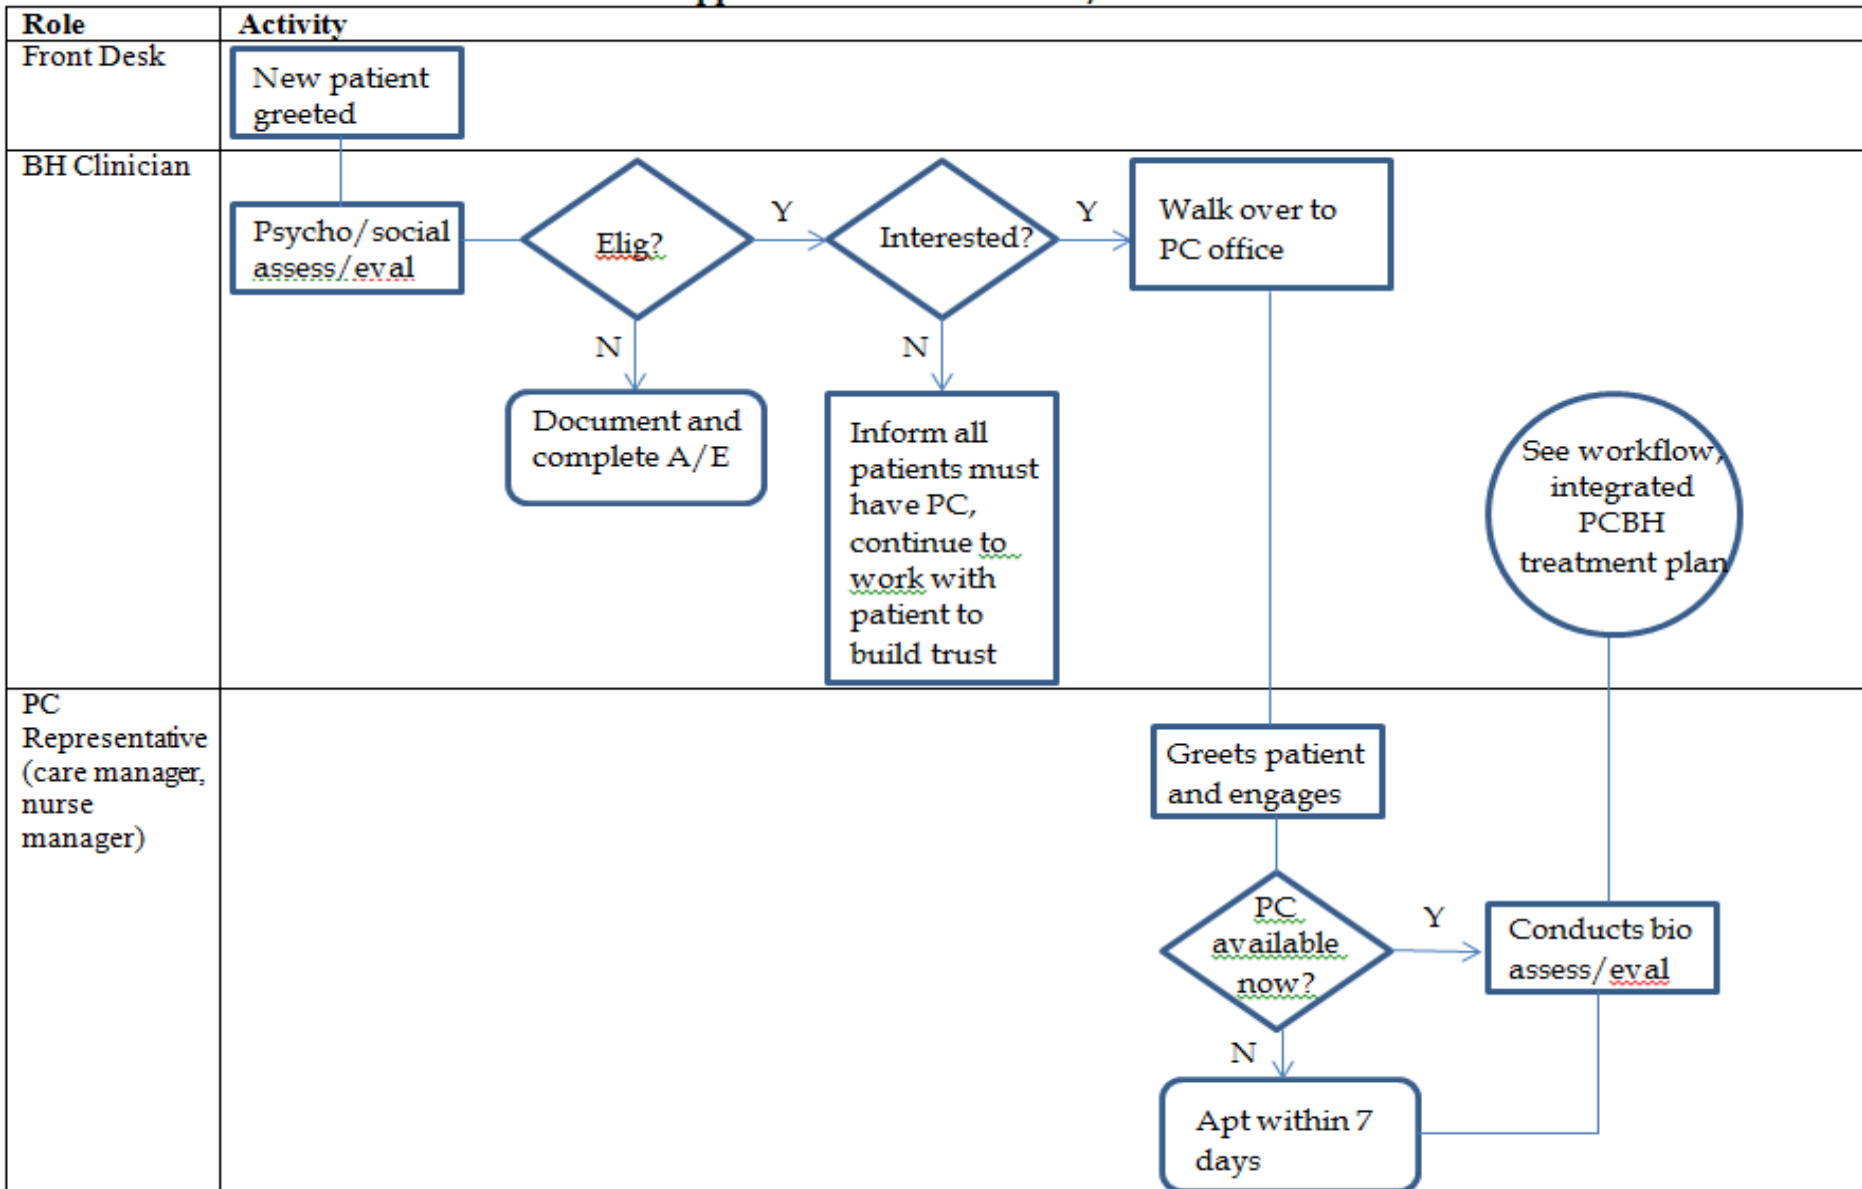 Role
Activity
Front Desk
New patient
greeted
BH Clinician
Psycho/social
assess/eval
Elig?
Y
Interested?
Y
Walk over to
PC office
N
N
Document and
complete A/E
Inform all
patients must
have PC,
continue to
work with
patient to
build trust
See workflow,
integrated
PCBH
treatment plan
PC
Representative
(care manager,
nurse
manager)
Greets patient
and engages
PC
available
now?
Y
Conducts bio
assess/eval
N
Apt within 7
days